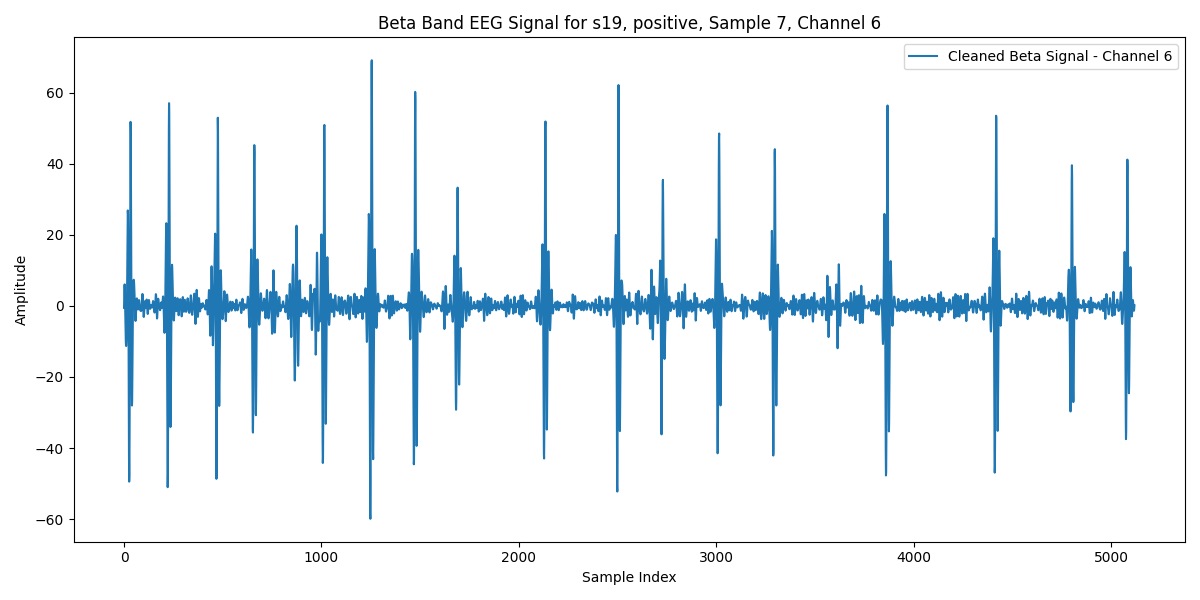 Beta Band EEG Signal for s19, positive, Sample 7, Channel 6
Cleaned Beta Signal - Channel 6
Amplitude
60
40
20
0
−20
−40
−60
0 1000 2000 3000 4000 5000
Sample Index